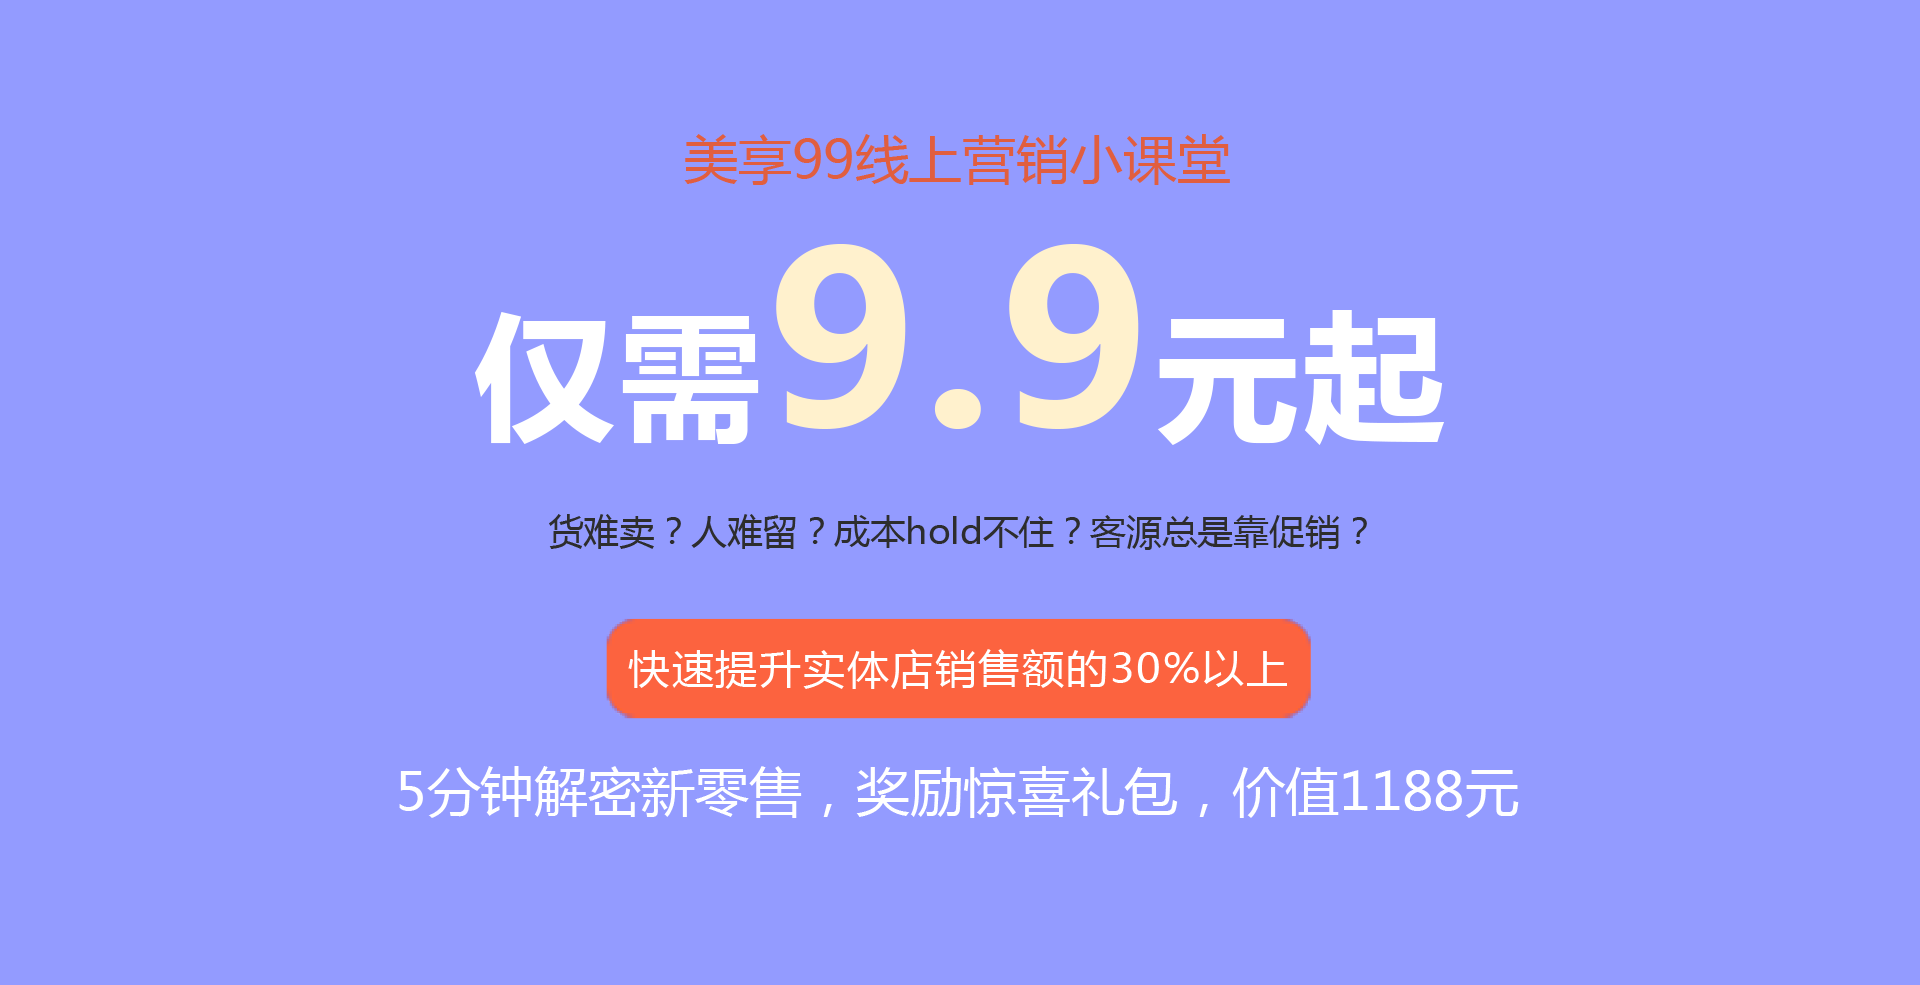 美享99线上营销小课堂
仅需9.9元起
货难卖？人难留？成本hold不住？客源总是靠促销？
快速提升实体店销售额的30%以上
5分钟解密新零售，奖励惊喜礼包，价值1188元